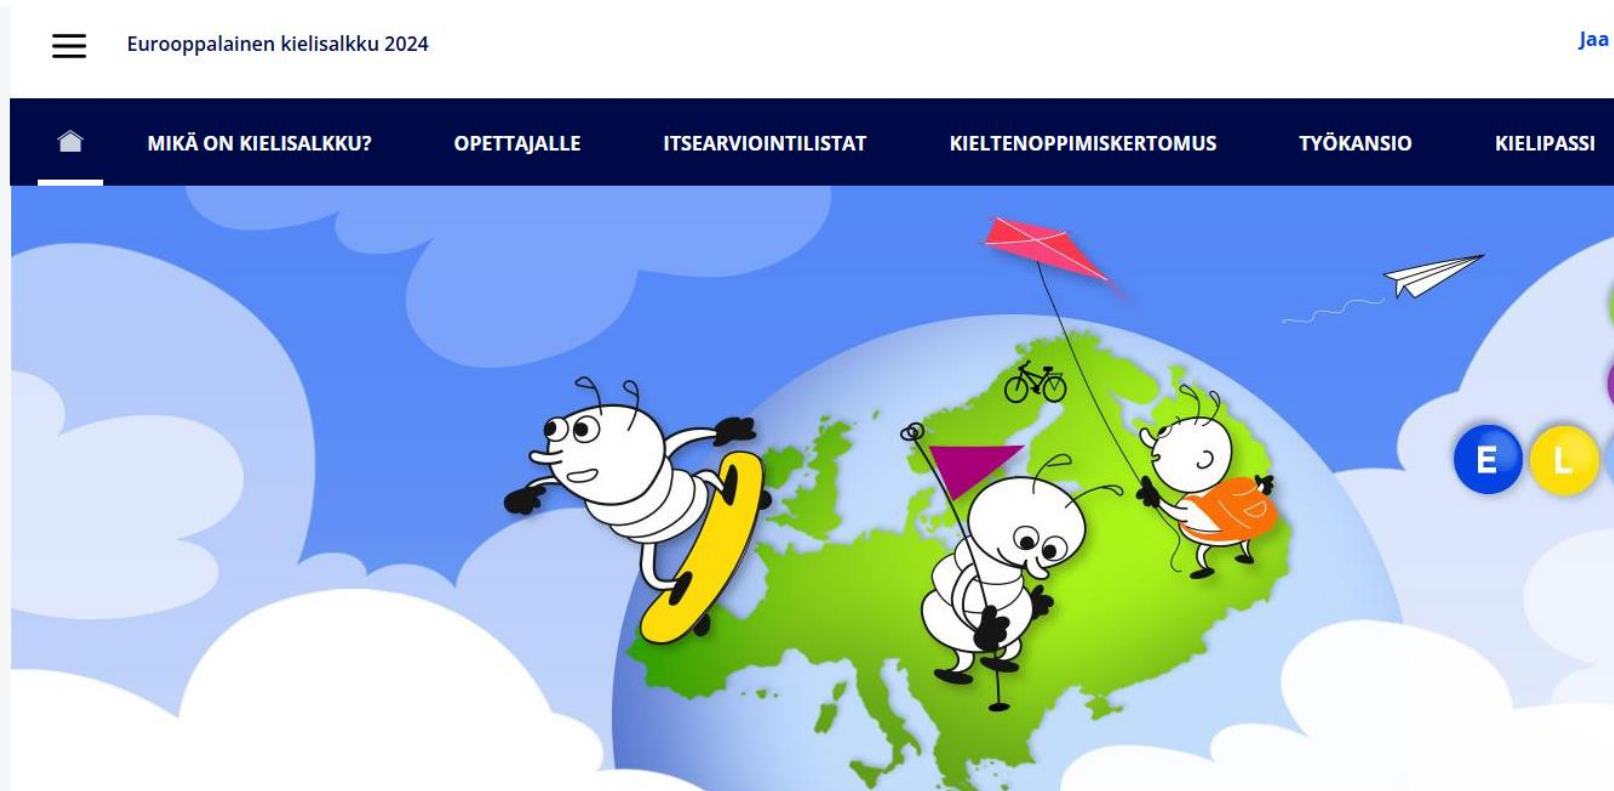 Eurooppalainen kielisalkku 2024
Jaa
MIKÄ ON KIELISALKKU? OPETTAJALLE ITSEARVIOINTILISTAT KIELTENOPPIMISKERTOMUS TYÖKANSIO KIELIPASSI
E L